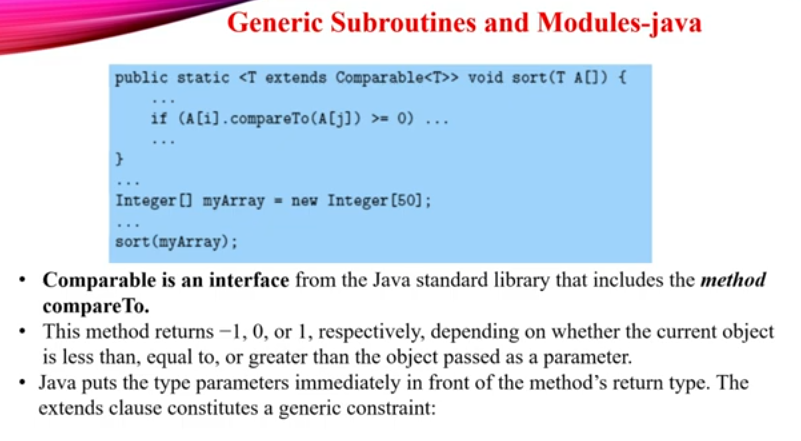 Generic Subroutines and Modules-java
public static <T extends Comparable<T>> void sort(T A[]) {
...
if (A[i].compareTo(A[j]) >= 0) ...
...
}
...
Integer[] myArray = new Integer[50];
...
sort(myArray);
• Comparable is an interface from the Java standard library that includes the method
compareTo.
• This method returns −1, 0, or 1, respectively, depending on whether the current object
is less than, equal to, or greater than the object passed as a parameter.
• Java puts the type parameters immediately in front of the method’s return type. The
extends clause constitutes a generic constraint: